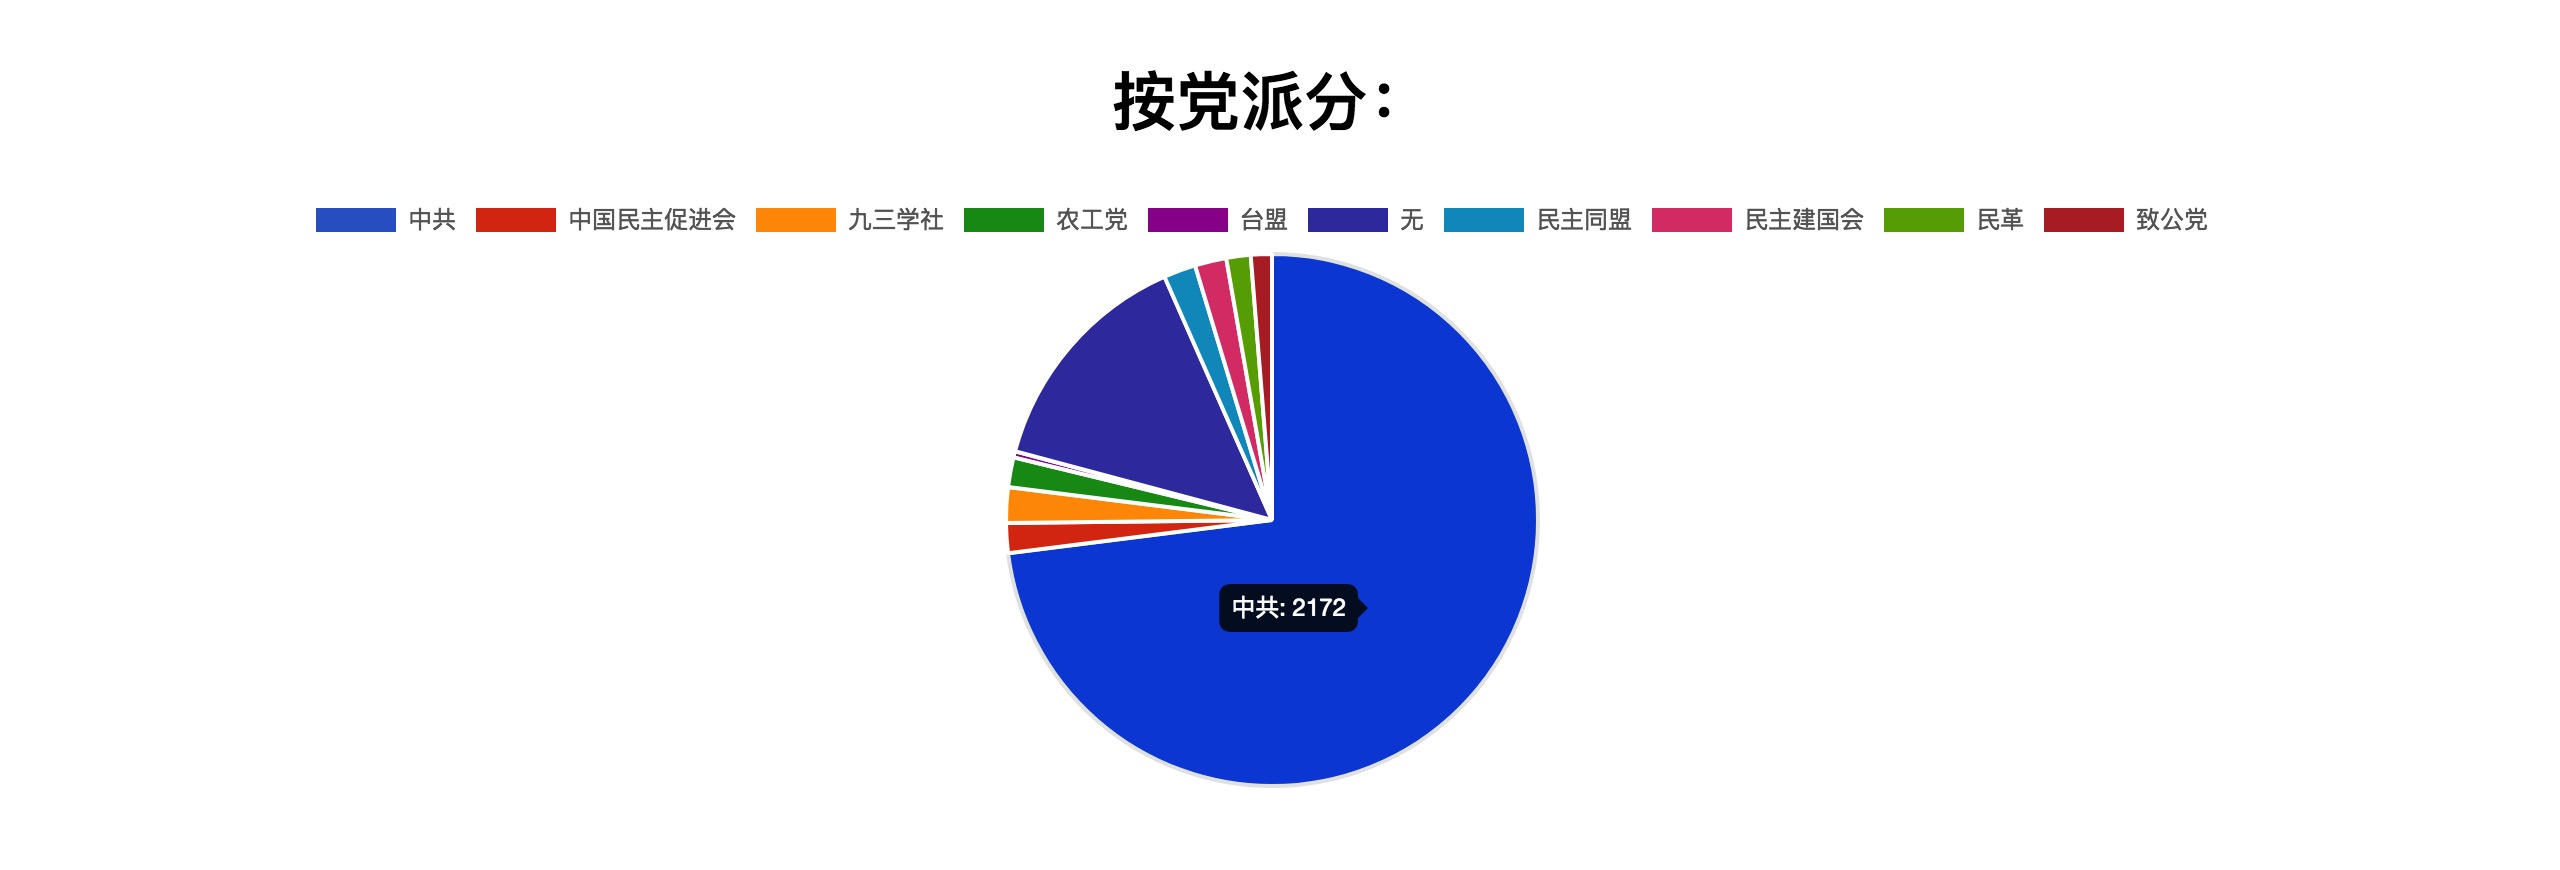 按党派分：
中共 中国民主促进会 九三学社 农工党 台盟 无 民主同盟 民主建国会 民革 致公党
中共: 2172